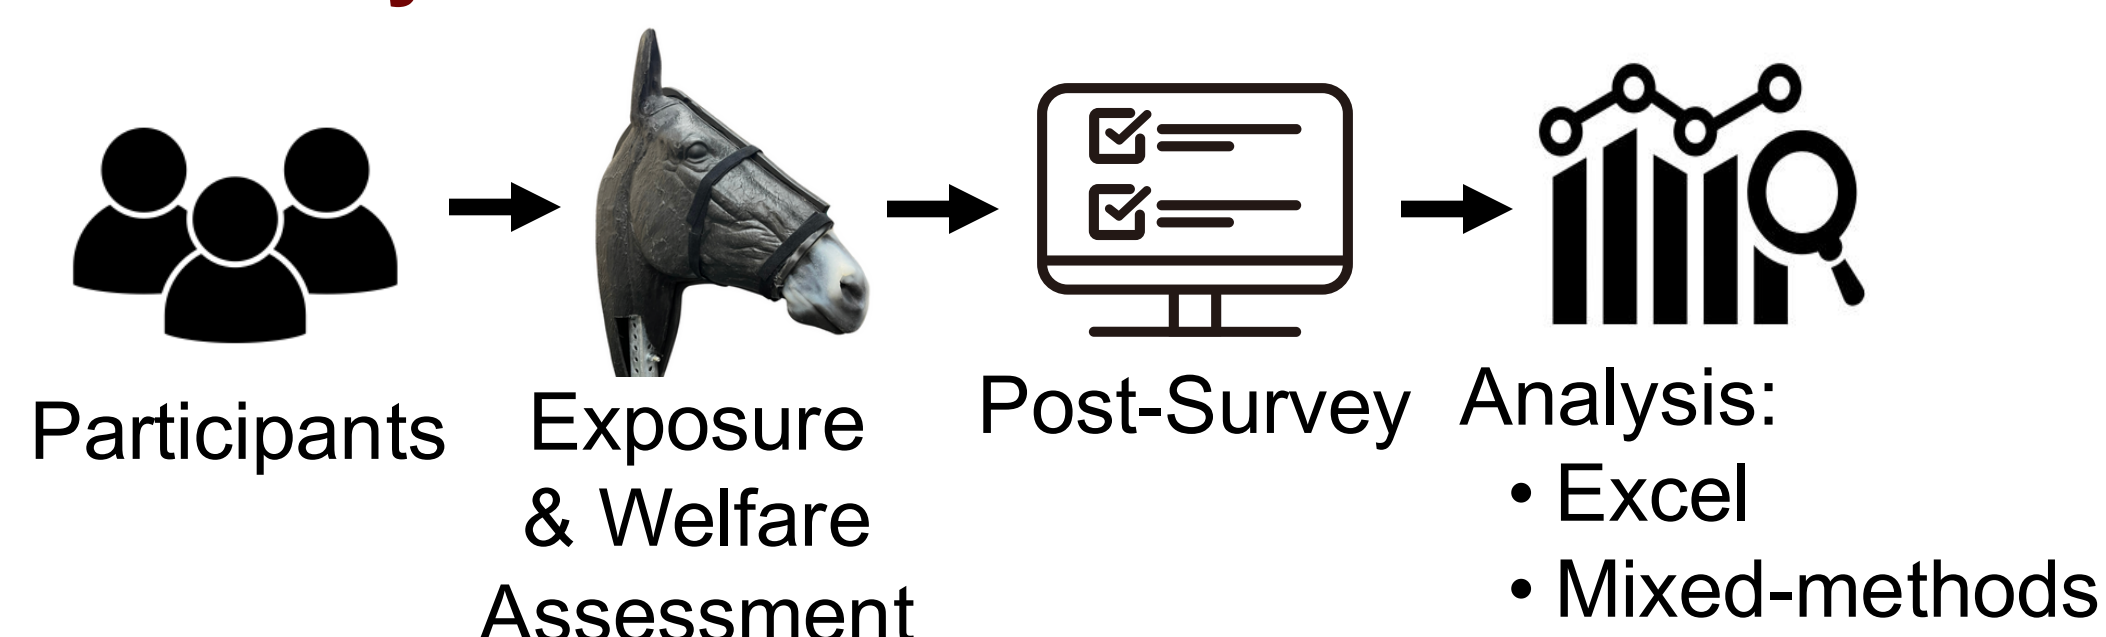 Participants
Exposure
& Welfare
Assessment
Post-Survey
Analysis:
• Excel
• Mixed-methods